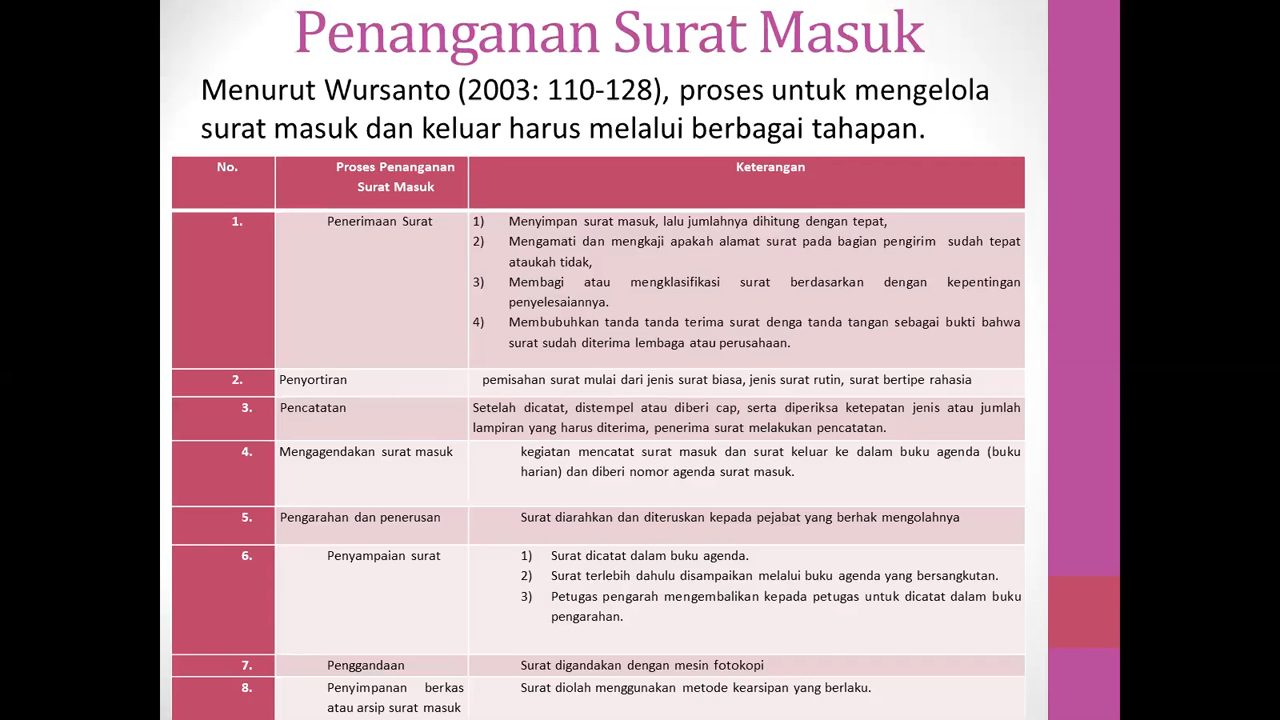 Penanganan Surat Masuk
Menurut Wursanto (2003: 110-128), proses untuk mengelola
surat masuk dan keluar harus melalui berbagai tahapan.
No.
Proses Penanganan
Surat Masuk
Keterangan
1.
Penerimaan Surat
1) Menyimpan surat masuk, lalu jumlahnya dihitung dengan tepat,
2) Mengamati dan mengkaji apakah alamat surat pada bagian pengirim sudah tepat
ataukah tidak,
3) Membagi atau mengklasifikasi surat berdasarkan dengan kepentingan
penyelesaiannya.
4) Membubuhkan tanda tanda terima surat denga tanda tangan sebagai bukti bahwa
surat sudah diterima lembaga atau perusahaan.
2.
Penyortiran
pemisahan surat mulai dari jenis surat biasa, jenis surat rutin, surat bertipe rahasia
3.
Pencatatan
Setelah dicatat, distempel atau diberi cap, serta diperiksa ketepatan jenis atau jumlah
lampiran yang harus diterima, penerima surat melakukan pencatatan.
4.
Mengagendakan surat masuk
kegiatan mencatat surat masuk dan surat keluar ke dalam buku agenda (buku
harian) dan diberi nomor agenda surat masuk.
5.
Pengarahan dan penerusan
Surat diarahkan dan diteruskan kepada pejabat yang berhak mengolahnya
6.
Penyampaian surat
1) Surat dicatat dalam buku agenda.
2) Surat terlebih dahulu disampaikan melalui buku agenda yang bersangkutan.
3) Petugas pengarah mengembalikan kepada petugas untuk dicatat dalam buku
pengarahan.
7.
Penggandaan
Surat digandakan dengan mesin fotokopi
8.
Penyimpanan berkas
atau arsip surat masuk
Surat diolah menggunakan metode kearsipan yang berlaku.